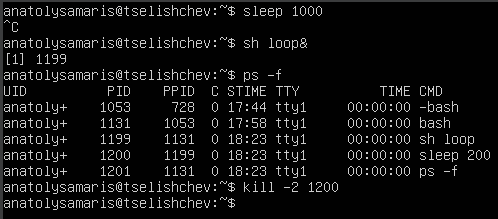 anatolysamaris@tselishchev:~$ sleep 1000
^C
anatolysamaris@tselishchev:~$ sh loop&
[1] 1199
anatolysamaris@tselishchev:~$ ps -f
UID          PID    PPID  C STIME TTY          TIME CMD
anatoly+    1053     728  0 17:44 tty1     00:00:00 -bash
anatoly+    1131    1053  0 17:58 tty1     00:00:00 bash
anatoly+    1199    1131  0 18:23 tty1     00:00:00 sh loop
anatoly+    1200    1199  0 18:23 tty1     00:00:00 sleep 200
anatoly+    1201    1131  0 18:23 tty1     00:00:00 ps -f
anatolysamaris@tselishchev:~$ kill -2 1200
anatolysamaris@tselishchev:~$